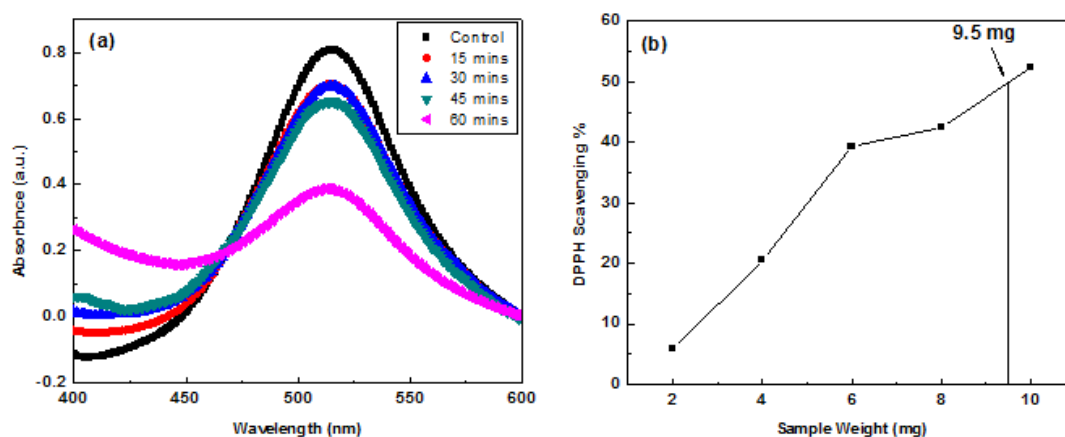 (a)
Control
15 mins
30 mins
45 mins
60 mins
0.8
0.6
0.4
0.2
0.0
-0.2
400
450
500
550
600
Absorbnce (a.u.)
Wavelength (nm)
(b)
9.5 mg
60
50
40
30
20
10
0
2
4
6
8
10
DPPH Scavenging %
Sample Weight (mg)